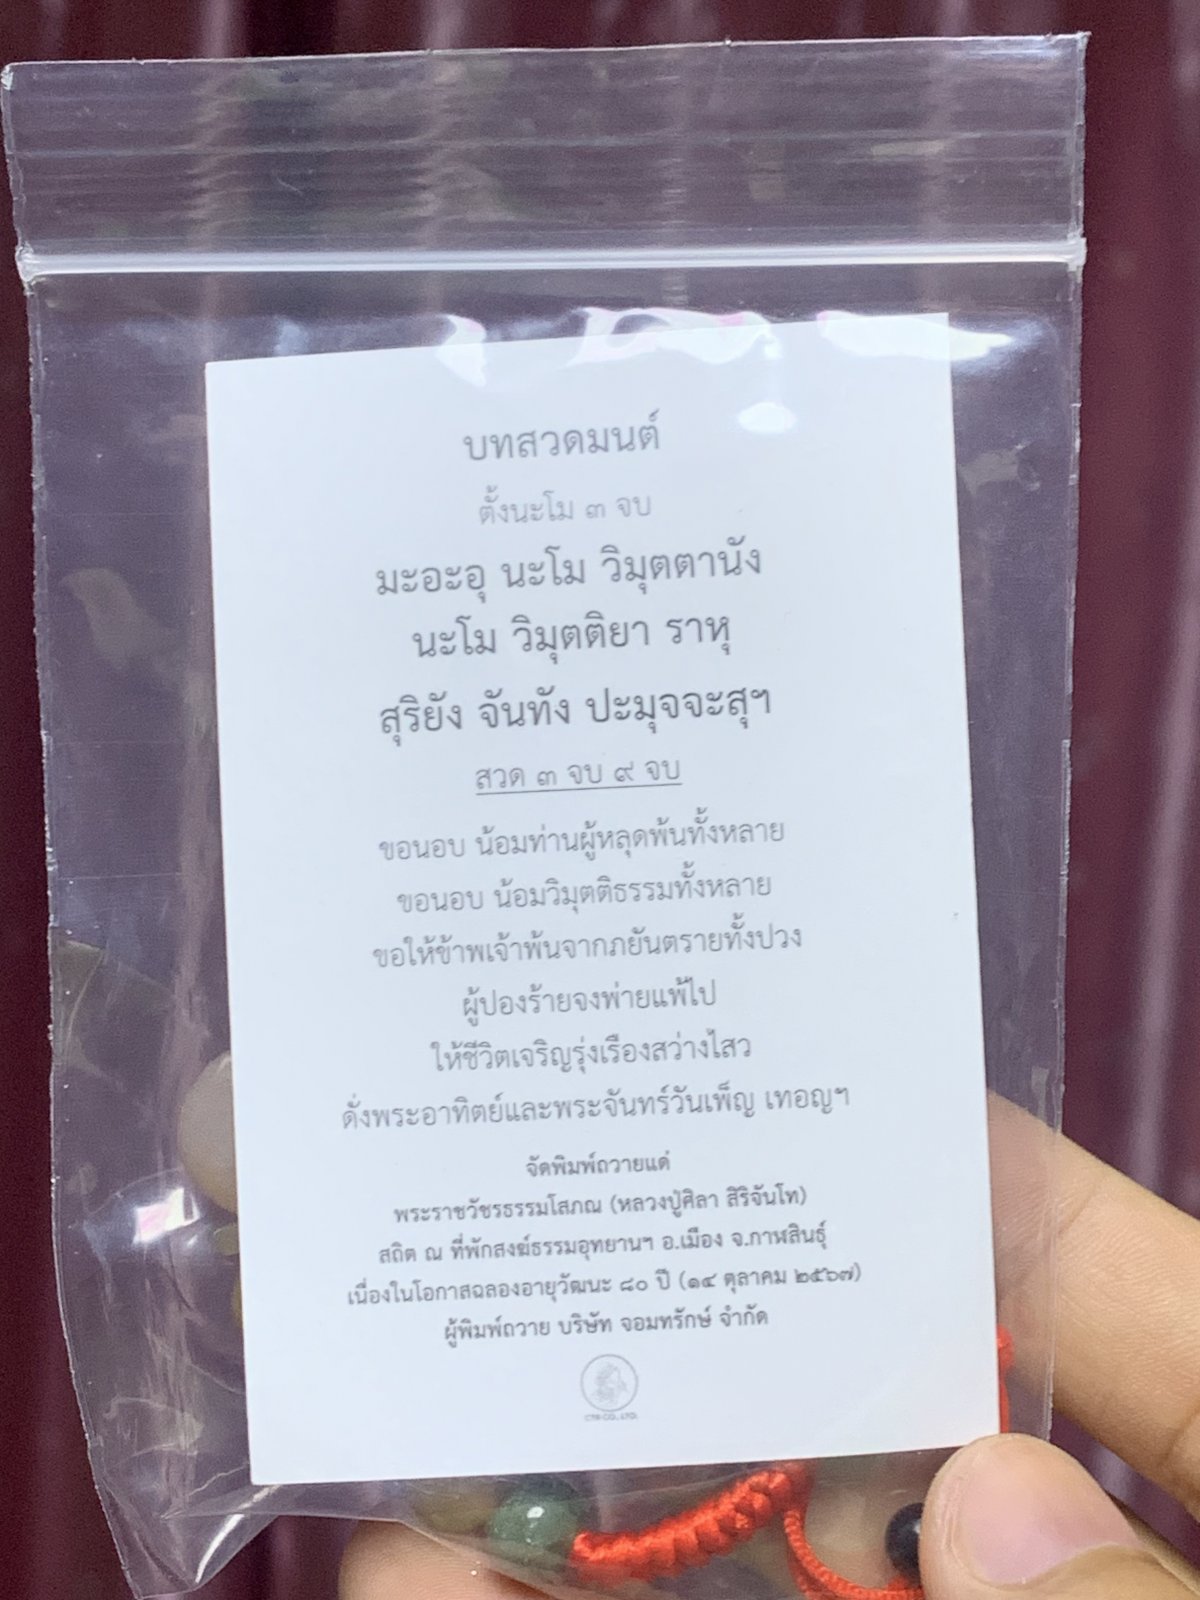 บทสวดมนต์
ตั้งนะโม ๓ จบ
มะอะอุ นะโม วิมุตตานัง
นะโม วิมุตติยา ราหุ
สุริยัง จันทัง ปะมุจจะสุฯ
สวด ๓ จบ ๙ จบ
ขอนอบ น้อมท่านผู้หลุดพ้นทั้งหลาย
ขอนอบ น้อมวิมุตติธรรมทั้งหลาย
ขอให้ข้าพเจ้าพ้นจากภยันตรายทั้งปวง
ผู้ปองร้ายจงพ่ายแพ้ไป
ให้ชีวิตเจริญรุ่งเรืองสว่างไสว
ดั่งพระอาทิตย์และพระจันทร์วันเพ็ญ เทอญฯ
จัดพิมพ์ถวายแด่
พระราชวัชรธรรมโสภณ (หลวงปู่ศิลา สิริจันโท)
สถิต ณ ที่พักสงฆ์ธรรมอุทยานฯ อ.เมือง จ.กาฬสินธุ์
เนื่องในโอกาสฉลองอายุวัฒนะ ๘๐ ปี (๑๔ ตุลาคม ๒๕๖๗)
ผู้พิมพ์ถวาย บริษัท จอมทรักษ์ จำกัด
CTR CO., LTD.